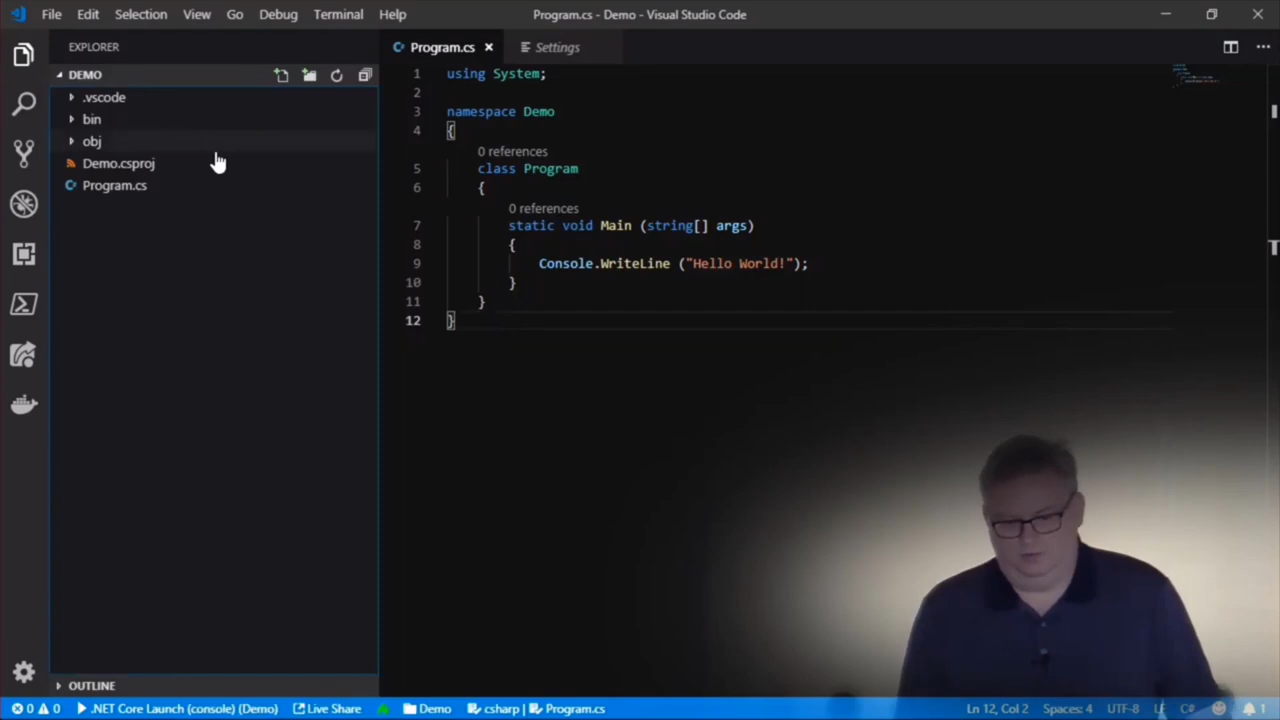 File Edit Selection View Go Debug Terminal Help Program.cs - Demo - Visual Studio Code
EXPLORER
Program.cs
Settings
DEMO
.vscode
bin
obj
Demo.csproj
Program.cs
1 using System;
2
3 namespace Demo
4 {
0 references
5 class Program
6 {
0 references
7 static void Main (string[] args)
8 {
9 Console.WriteLine ("Hello World!");
10 }
11 }
12 }
OUTLINE
0 0 .NET Core Launch (console) (Demo) Live Share Demo csharp | Program.cs Ln 12, Col 2 Spaces: 4 UTF-8 LF C# 1